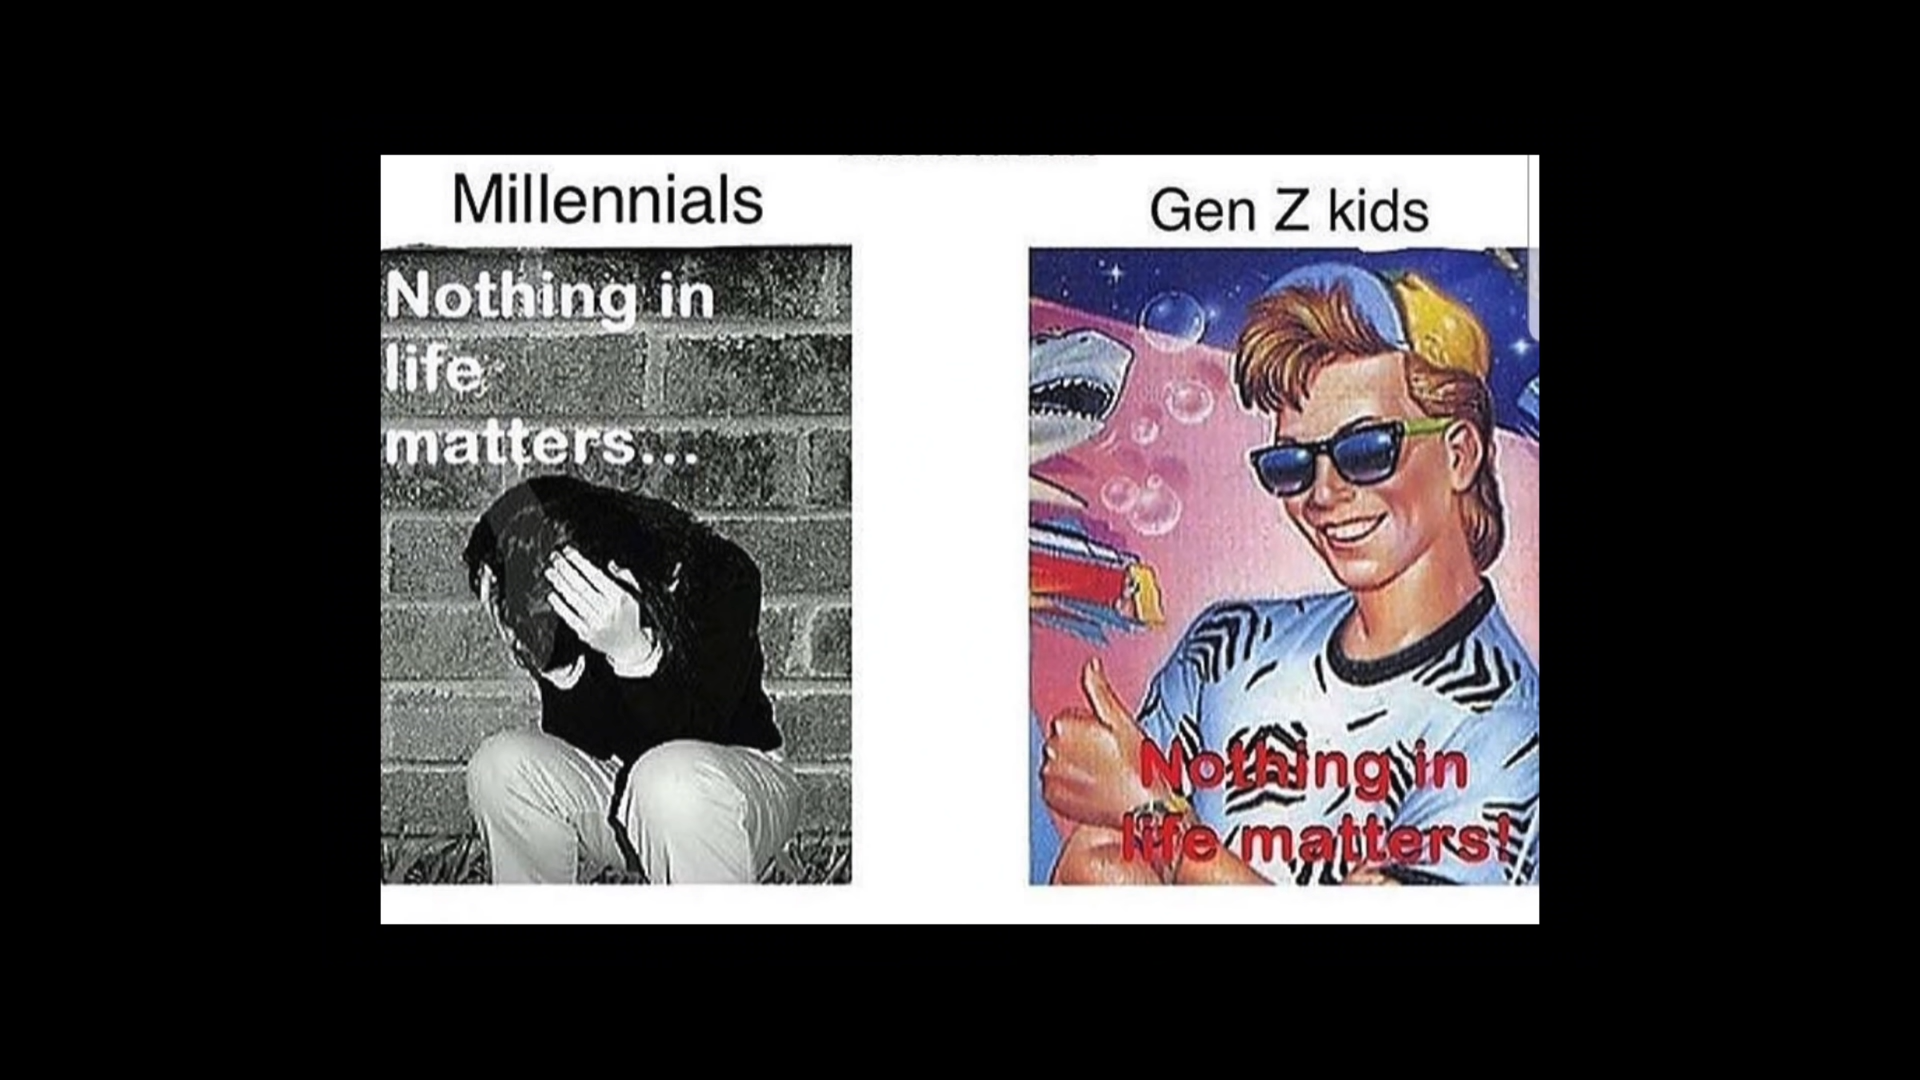 Millennials
Nothing in
life
matters...
Gen Z kids
Nothing in
life matters!